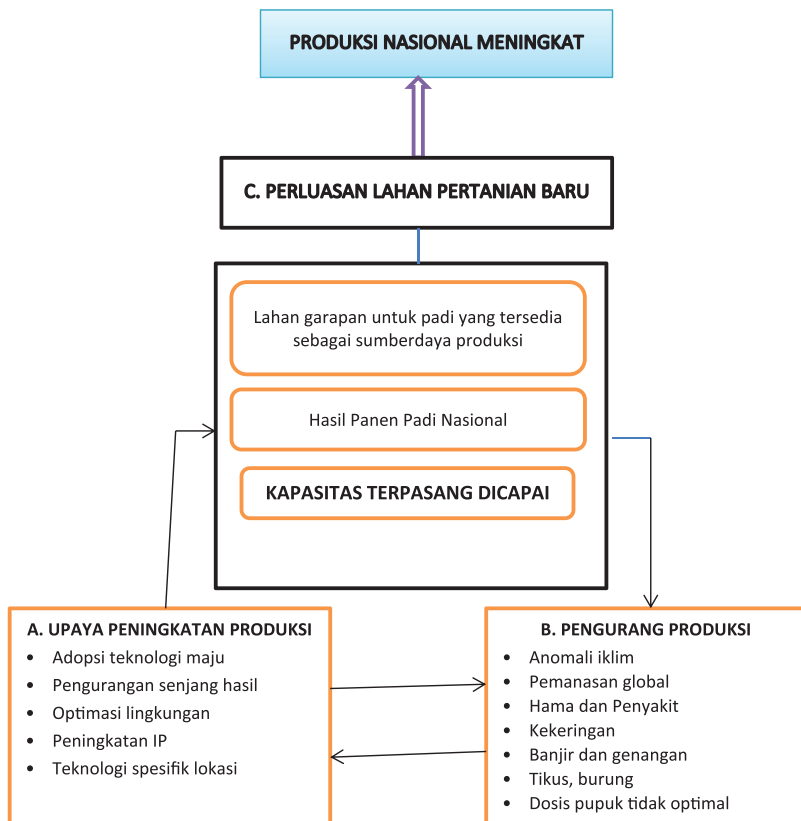 PRODUKSI NASIONAL MENINGKAT
C. PERLUASAN LAHAN PERTANIAN BARU
Lahan garapan untuk padi yang tersedia
sebagai sumberdaya produksi
Hasil Panen Padi Nasional
KAPASITAS TERPASANG DICAPAI
A. UPAYA PENINGKATAN PRODUKSI
• Adopsi teknologi maju
• Pengurangan senjang hasil
• Optimasi lingkungan
• Peningkatan IP
• Teknologi spesifik lokasi
B. PENGURANG PRODUKSI
• Anomali iklim
• Pemanasan global
• Hama dan Penyakit
• Kekeringan
• Banjir dan genangan
• Tikus, burung
• Dosis pupuk tidak optimal